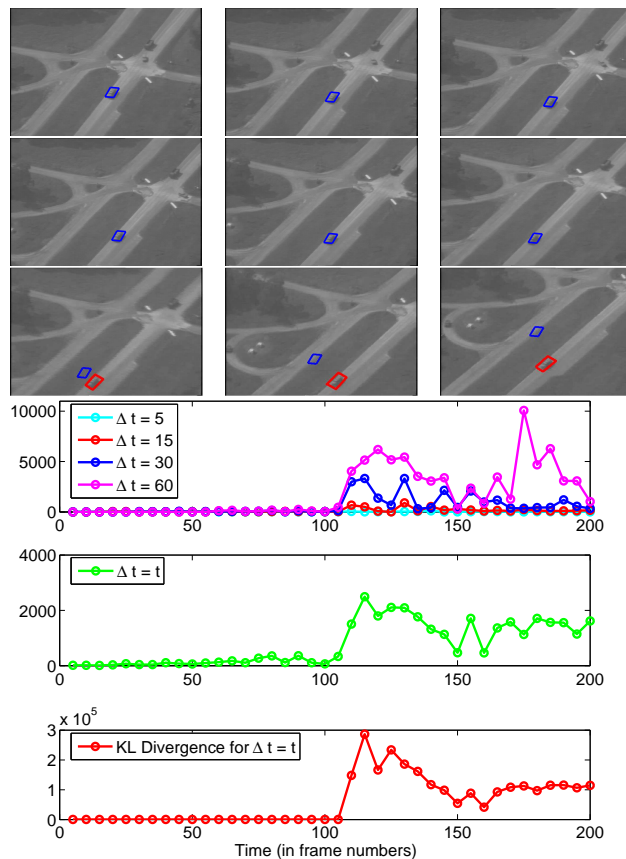 10000
5000
0
Δ t = 5
Δ t = 15
Δ t = 30
Δ t = 60
0 50 100 150 200
4000
2000
0
Δ t = t
0 50 100 150 200
x 10^5
3
2
1
0
KL Divergence for Δ t = t
0 50 100 150 200
Time (in frame numbers)